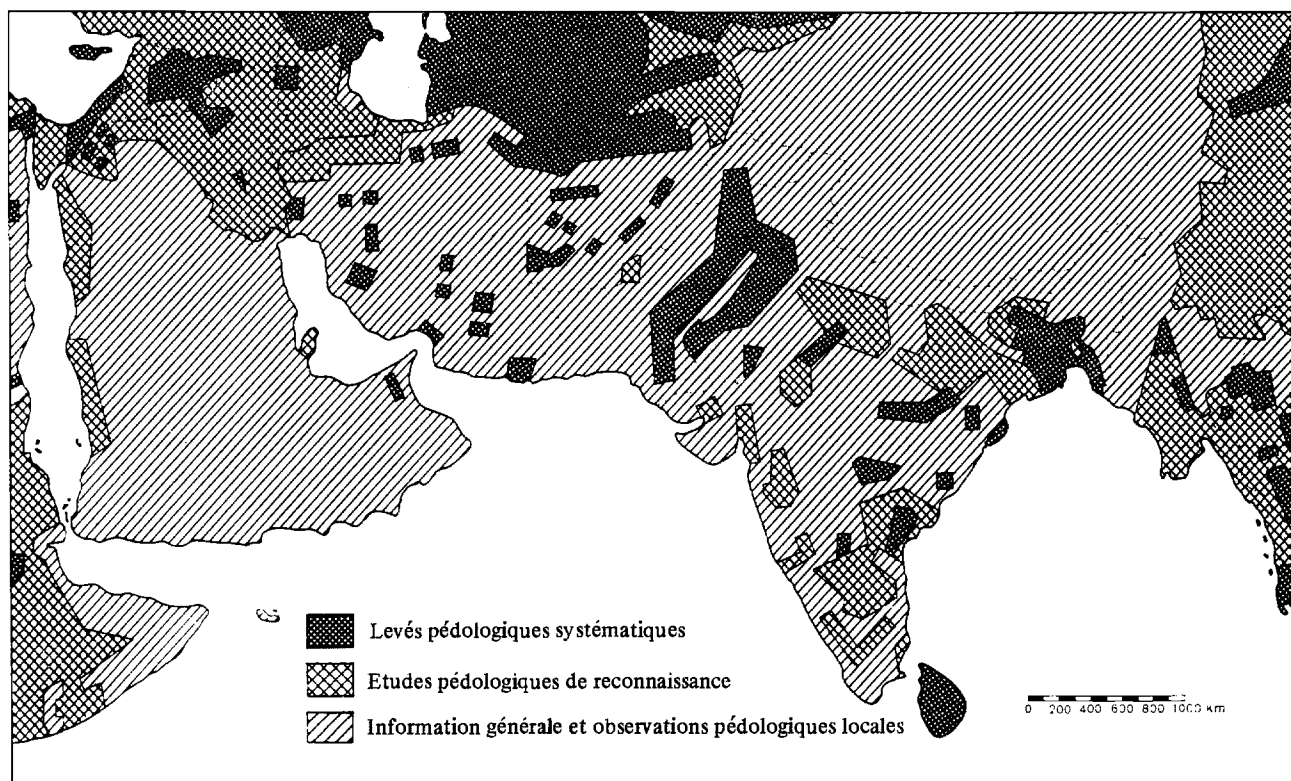 Levés pédologiques systématiques
Etudes pédologiques de reconnaissance
Information générale et observations pédologiques locales
0 200 400 600 800 1000 KM